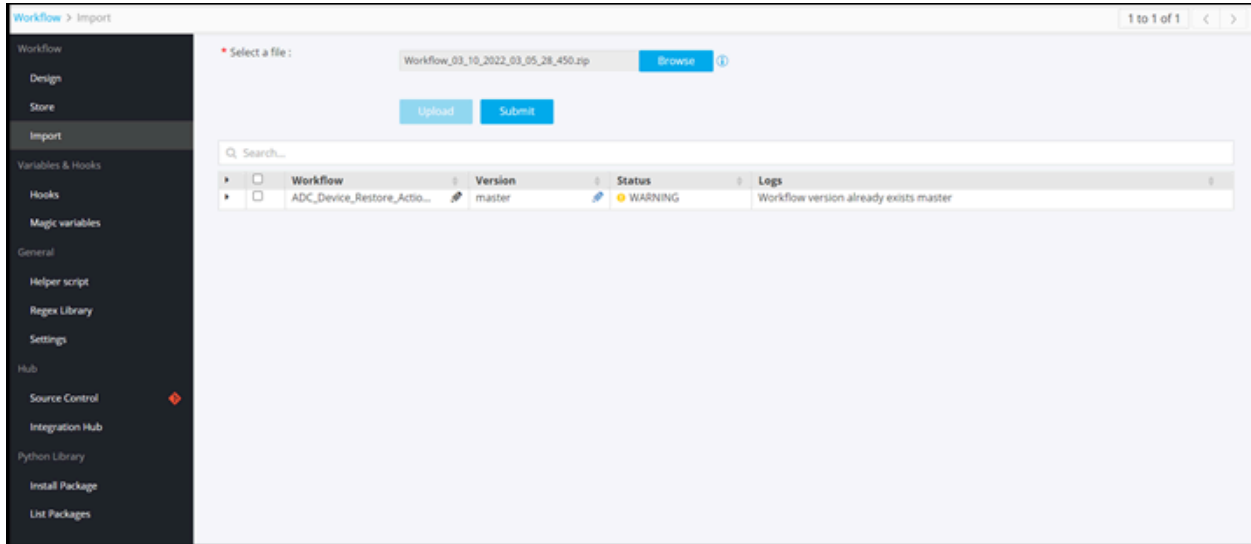 Workflow > Import
1 to 1 of 1 < >
Workflow
Design
Store
Import
Variables & Hooks
Hooks
Magic variables
General
Helper script
Regex Library
Settings
Hub
Source Control
Integration Hub
Python Library
Install Package
List Packages
* Select a file :
Workflow_03_10_2022_03_05_28_450.zip
Browse
Upload
Submit
Search...
Workflow Version Status Logs
ADC_Device_Restore_Actio... master WARNING Workflow version already exists master